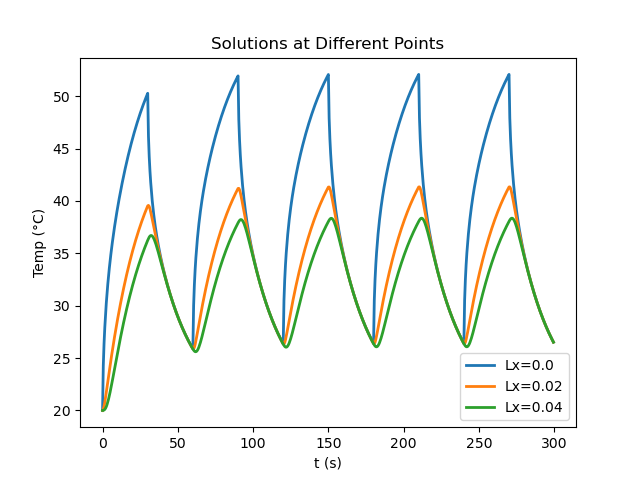 Solutions at Different Points
Temp (°C)
50
45
40
35
30
25
20
0 50 100 150 200 250 300
t (s)
Lx=0.0
Lx=0.02
Lx=0.04